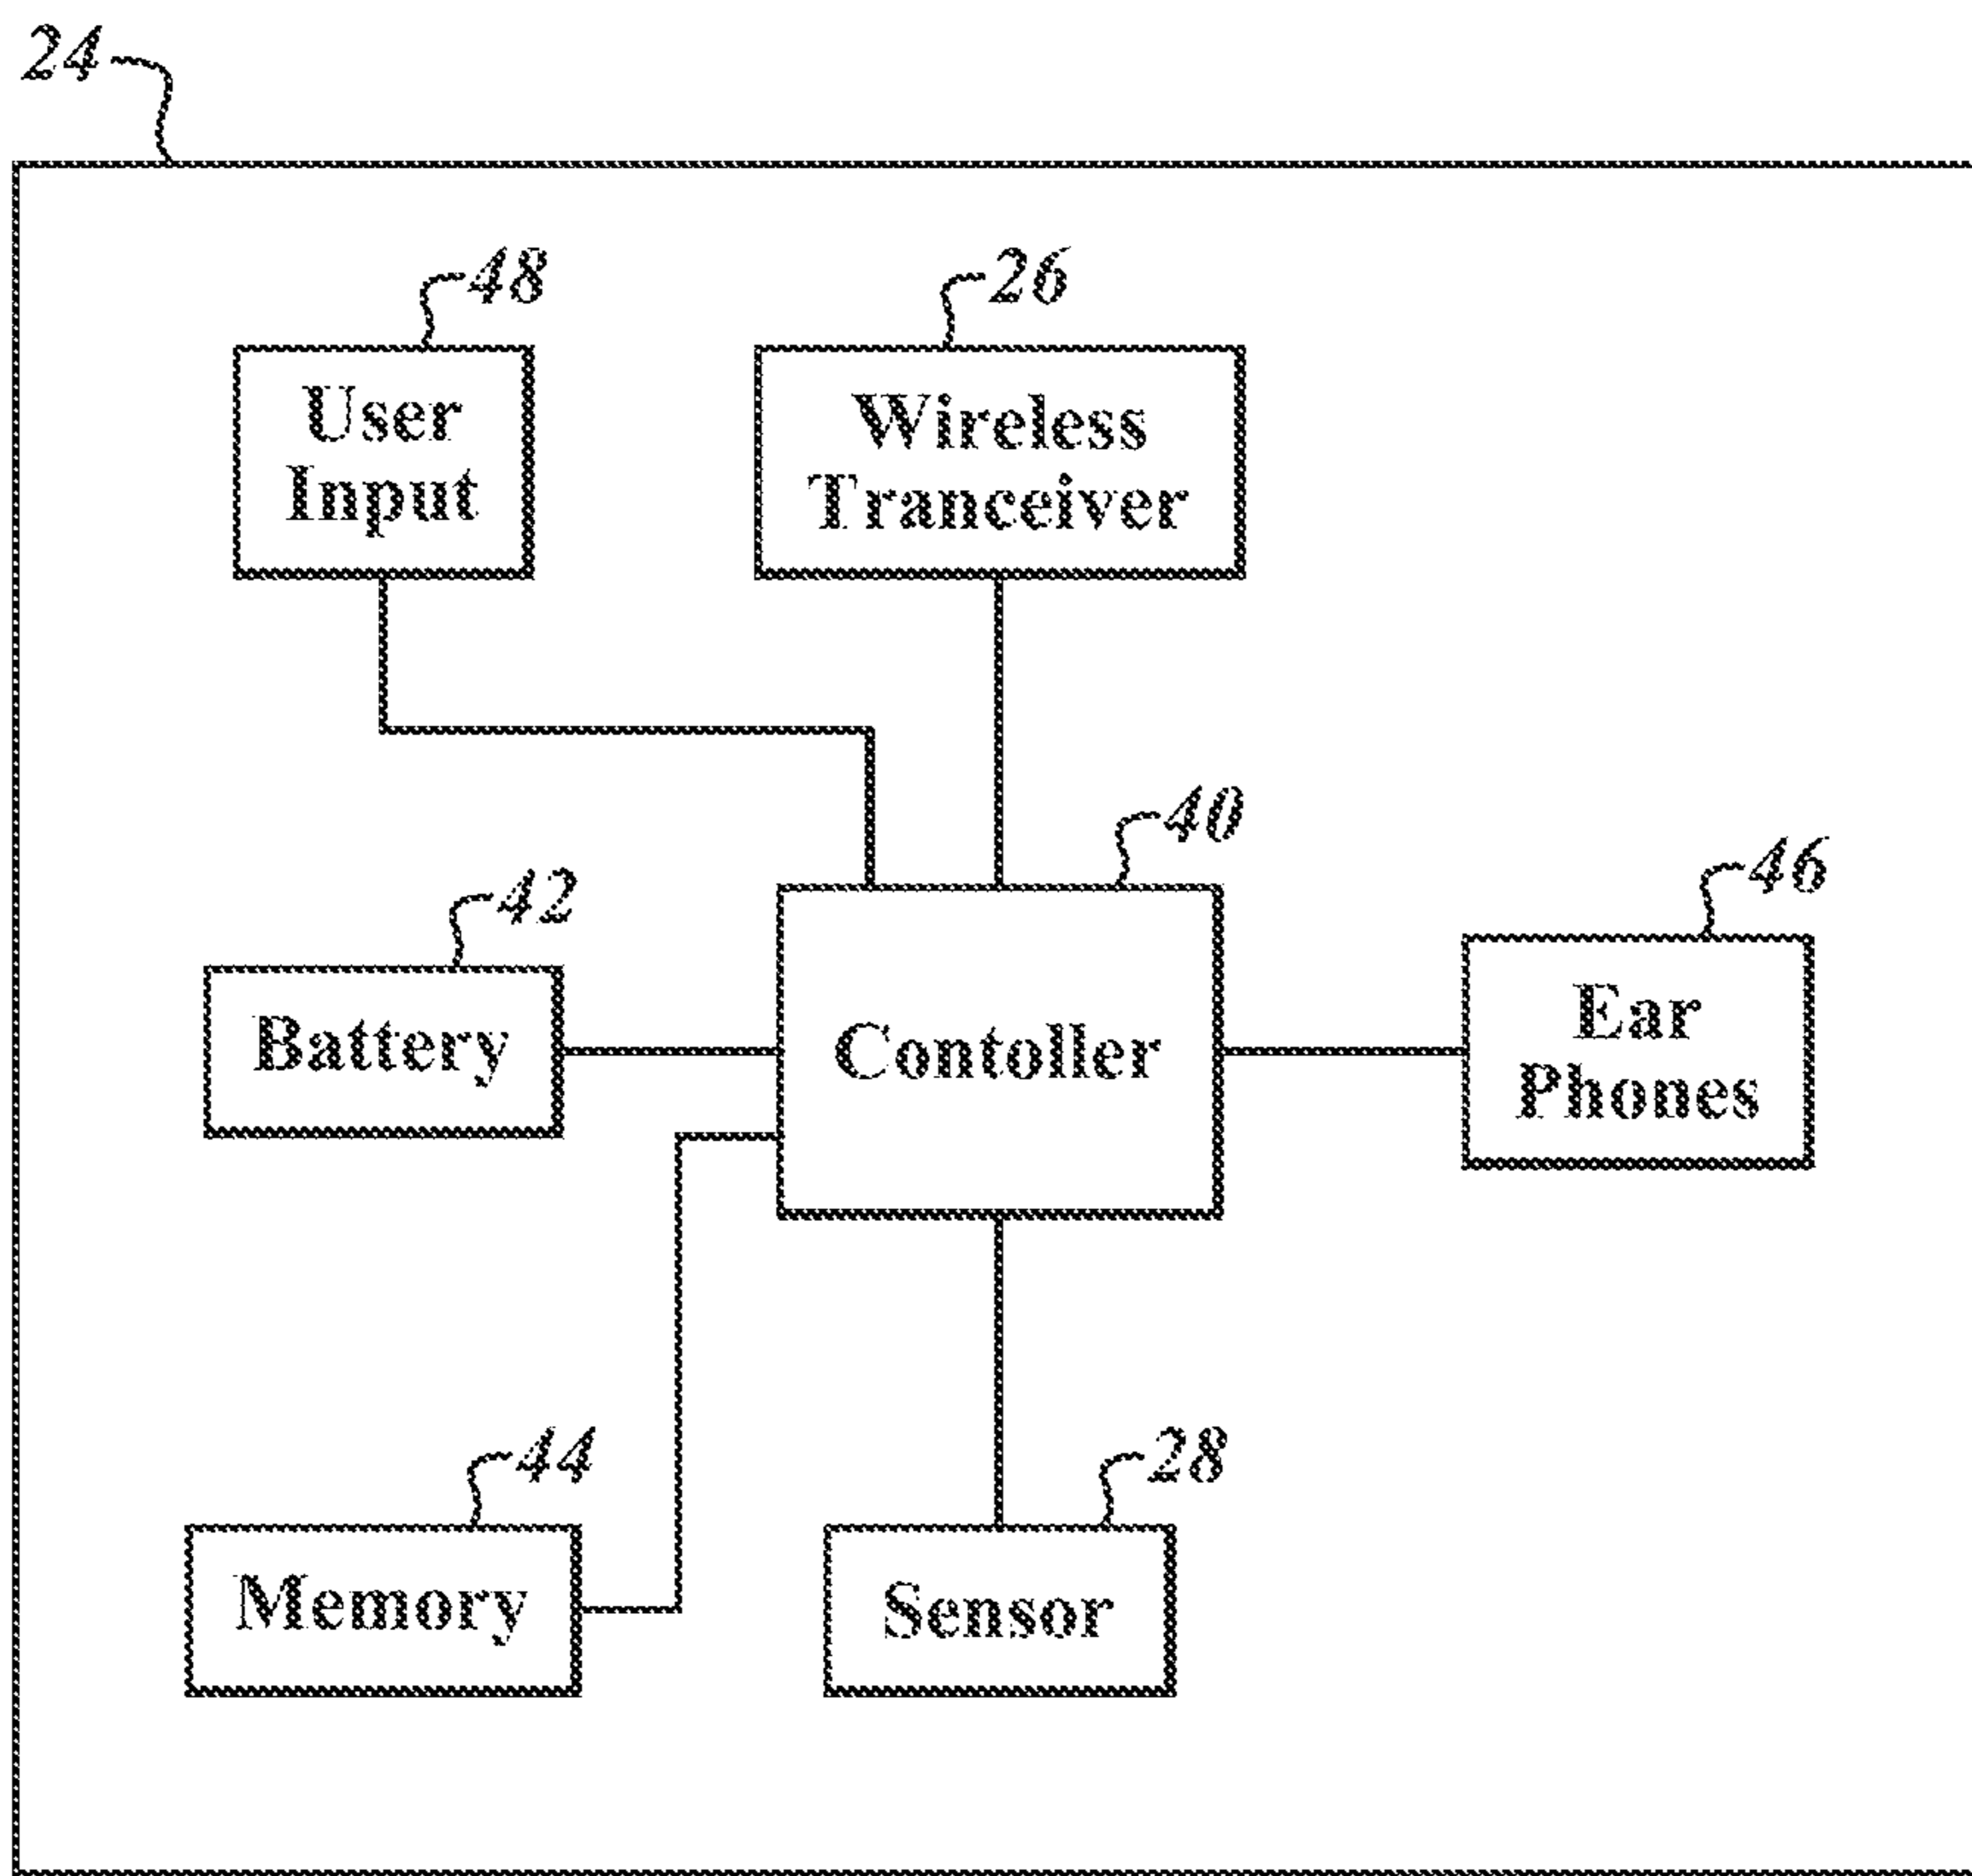 24
48
User
Input
26
Wireless
Tranceiver
40
Contoller
42
Battery
46
Ear
Phones
44
Memory
28
Sensor